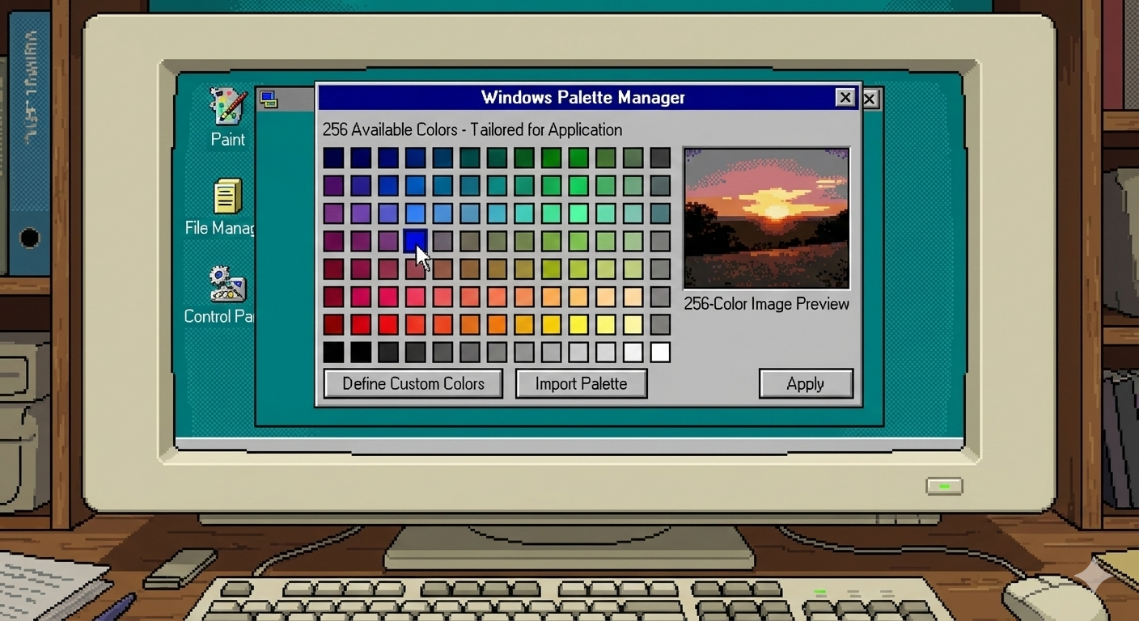 Windows Palette Manager
256 Available Colors - Tailored for Application
Paint
File Manag
Control Pa
256-Color Image Preview
Define Custom Colors
Import Palette
Apply